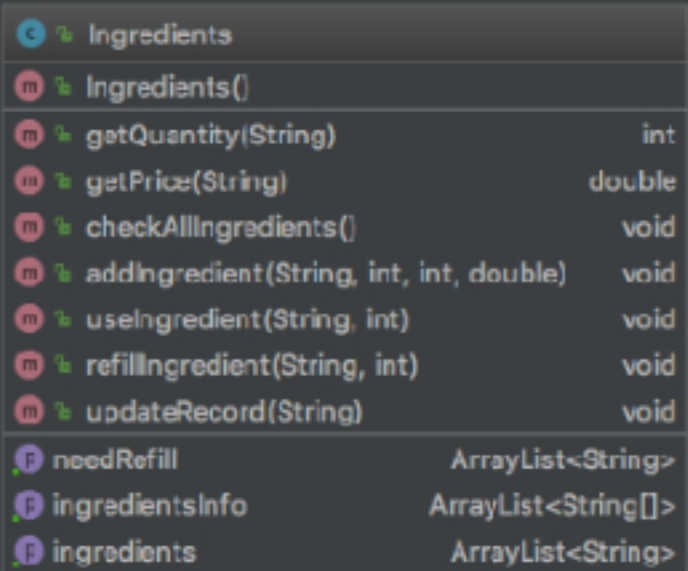 Ingredients
Ingredients()
getQuantity(String) int
getPrice(String) double
checkAllIngredients() void
addIngredient(String, int, int, double) void
useIngredient(String, int) void
refillIngredient(String, int) void
updateRecord(String) void
needRefill ArrayList<String>
ingredientsInfo ArrayList<String[]>
ingredients ArrayList<String>